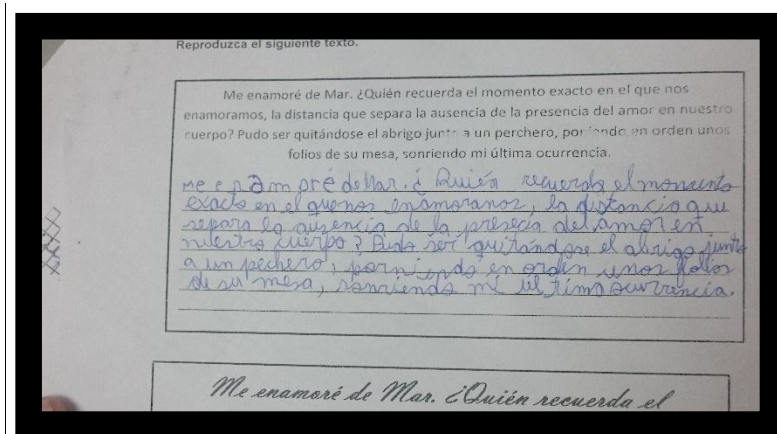 Reproduzca el siguiente texto.
Me enamoré de Mar. ¿Quién recuerda el momento exacto en el que nos
enamoramos, la distancia que separa la ausencia de la presencia del amor en nuestro
cuerpo? Pudo ser quitándose el abrigo junto a un perchero, poniendo en orden unos
folios de su mesa, sonriendo mi última ocurrencia.
Me enamoré de Mar. ¿Quién recuerda el momento
exacto en el que nos enamoranos, la distancia que
separa la ausencia de la presecia del amor en
nuestro cuerpo? Pudo ser quitándose el abrigo junto
a un pechero, porniendo en orden unos folios
de su mesa, sonriendo mi última ocurrencia.
Me enamoré de Mar. ¿Quién recuerda el